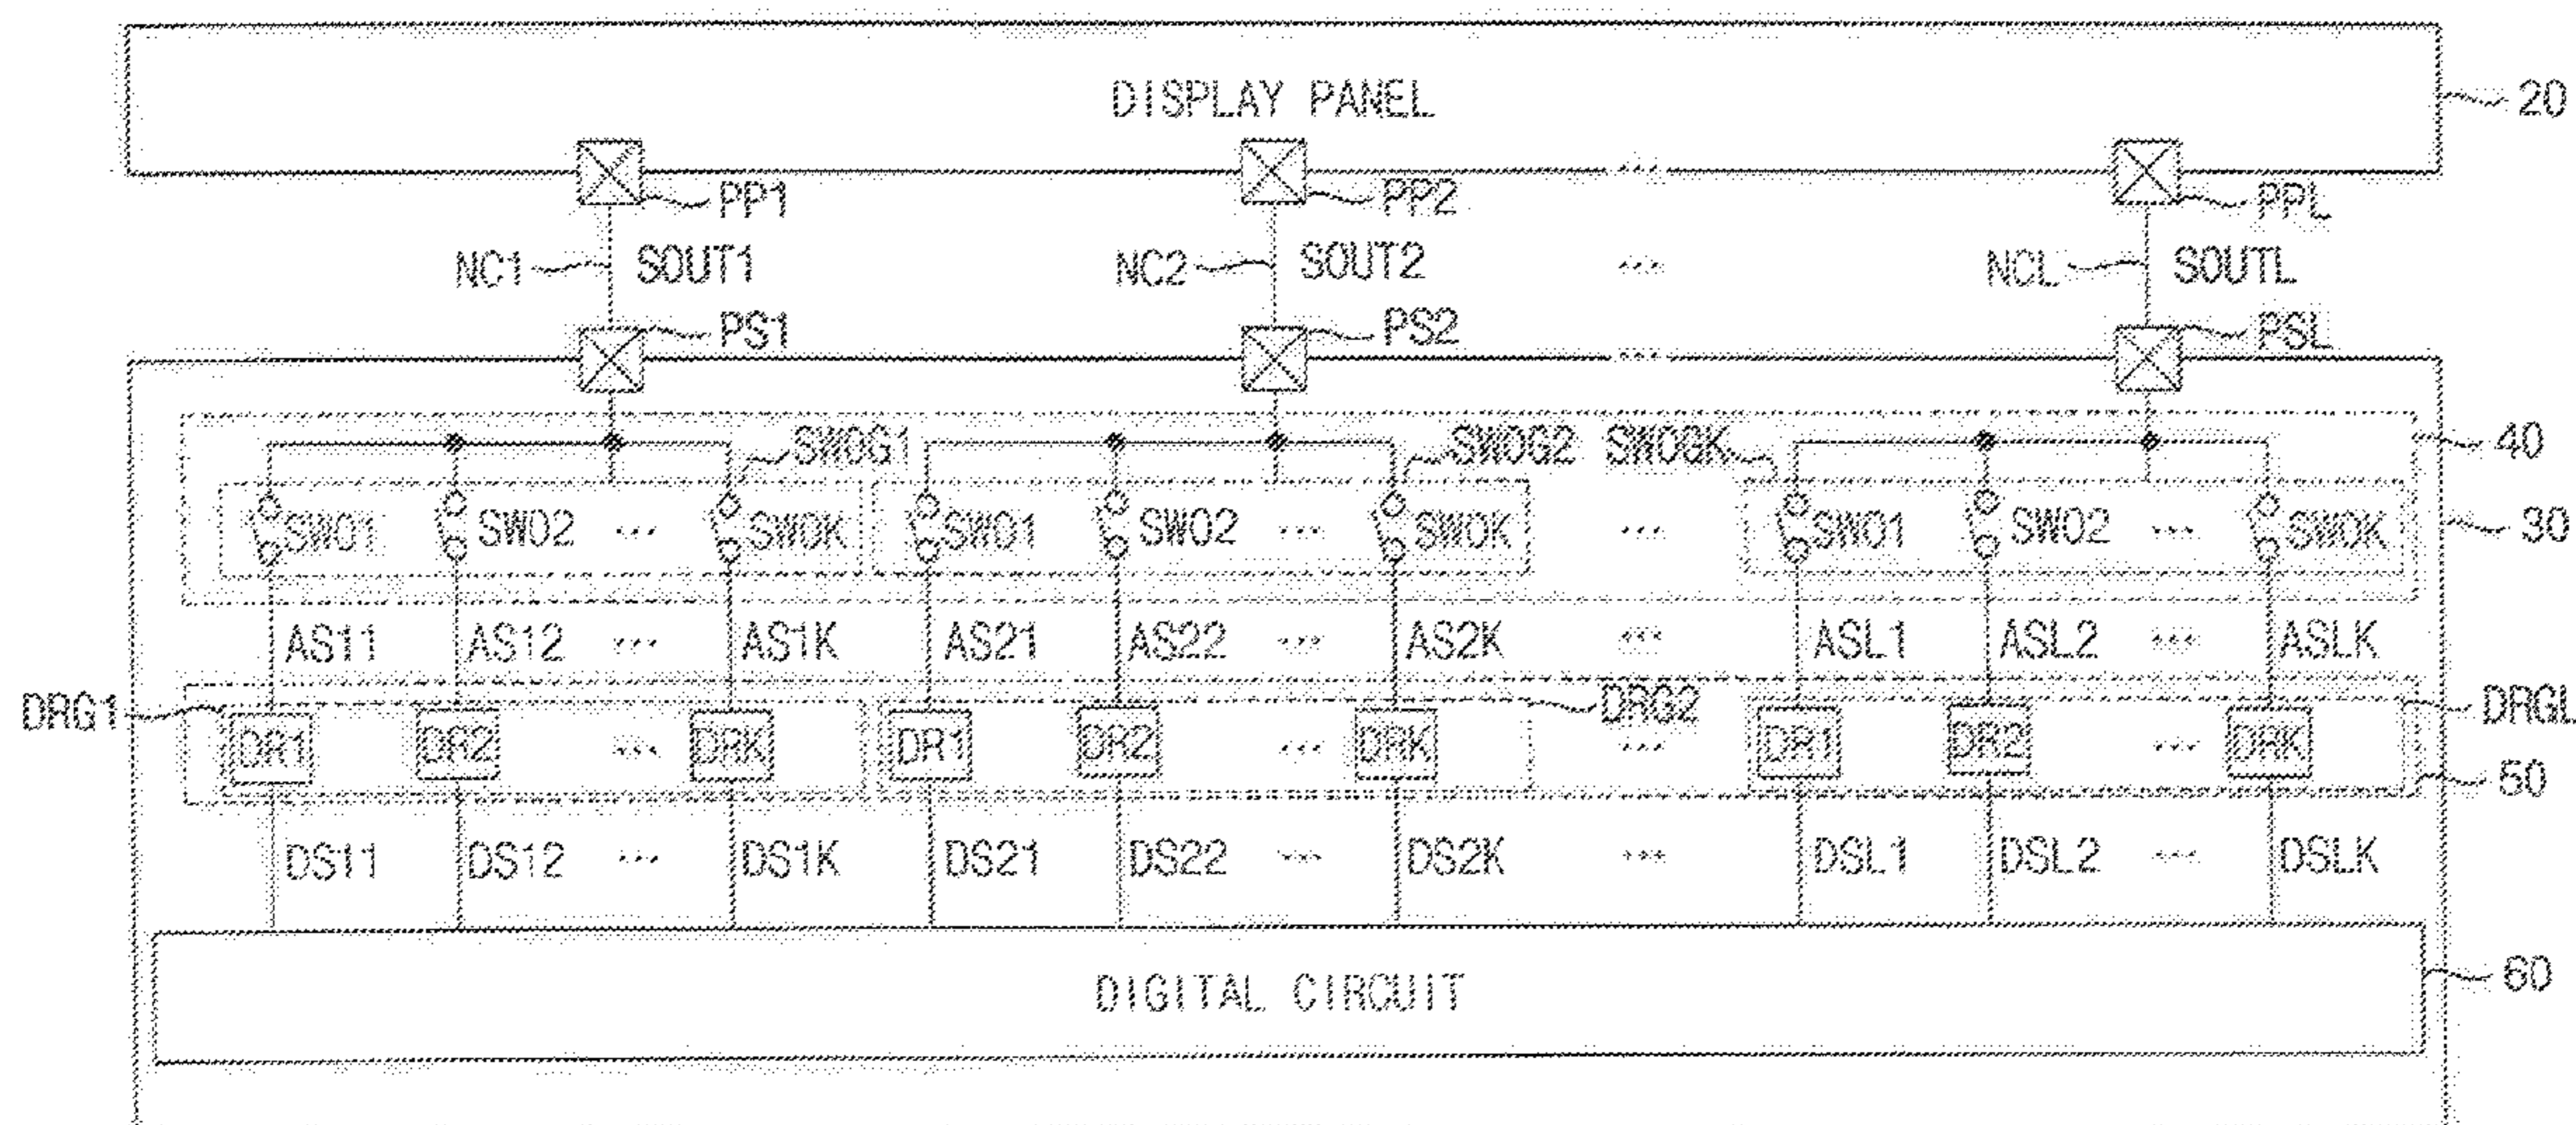 DISPLAY PANEL 20
PP1 PP2 PPL
NC1 SOUT1 NC2 SOUT2 ... NCL SOUTL
PS1 PS2 ... PSL
SWOG1 SWOG2 SWOGK 40
SWO1 SWO2 ... SWOK SWO1 SWO2 ... SWOK ... SWO1 SWO2 ... SWOK 30
AS11 AS12 ... AS1K AS21 AS22 ... AS2K ... ASL1 ASL2 ... ASLK
DRG1 DRG2 DRGL
DR1 DR2 ... DRK DR1 DR2 ... DRK ... DR1 DR2 ... DRK
50
DS11 DS12 ... DS1K DS21 DS22 ... DS2K ... DSL1 DSL2 ... DSLK
DIGITAL CIRCUIT 60